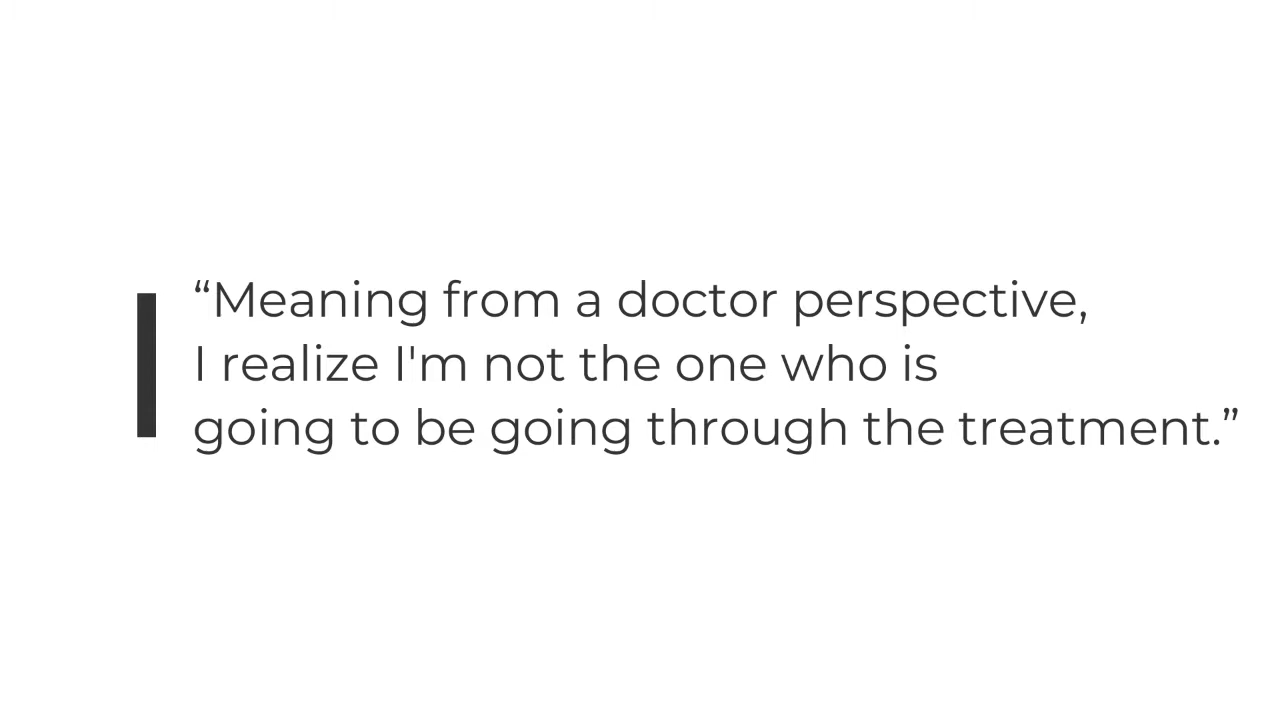 “Meaning from a doctor perspective,
I realize I'm not the one who is
going to be going through the treatment.”